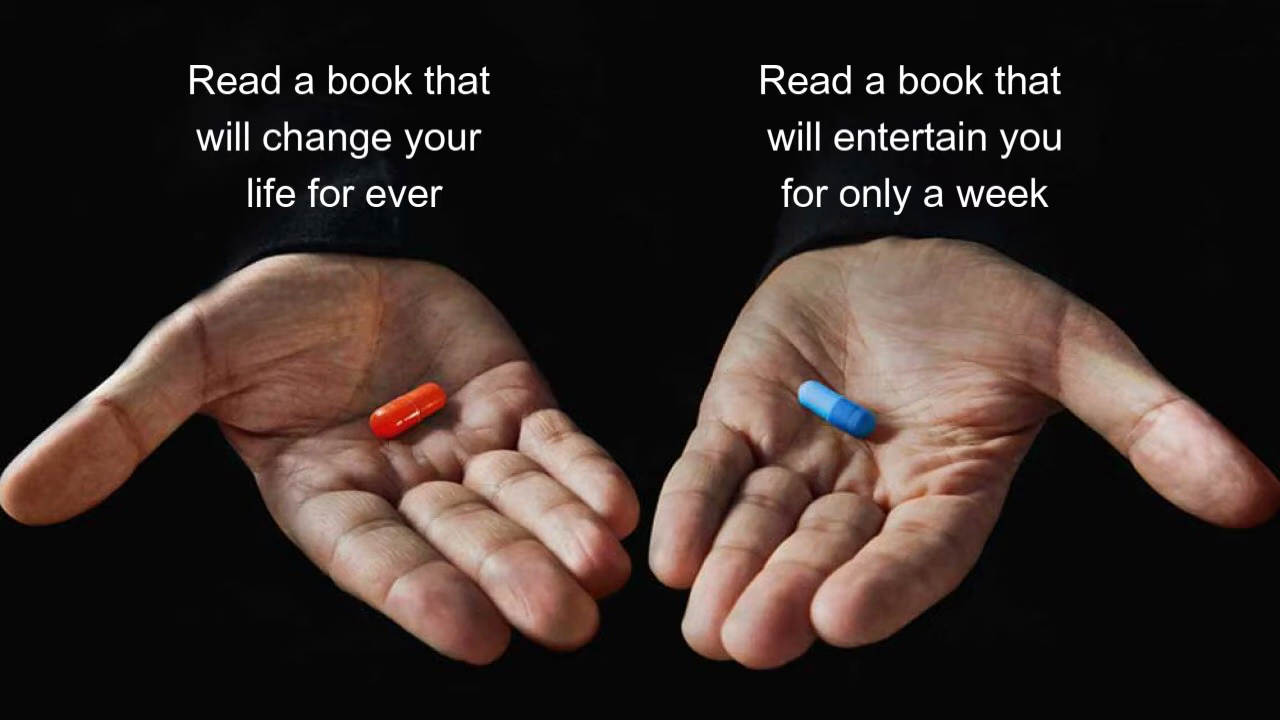 Read a book that
will change your
life for ever
Read a book that
will entertain you
for only a week